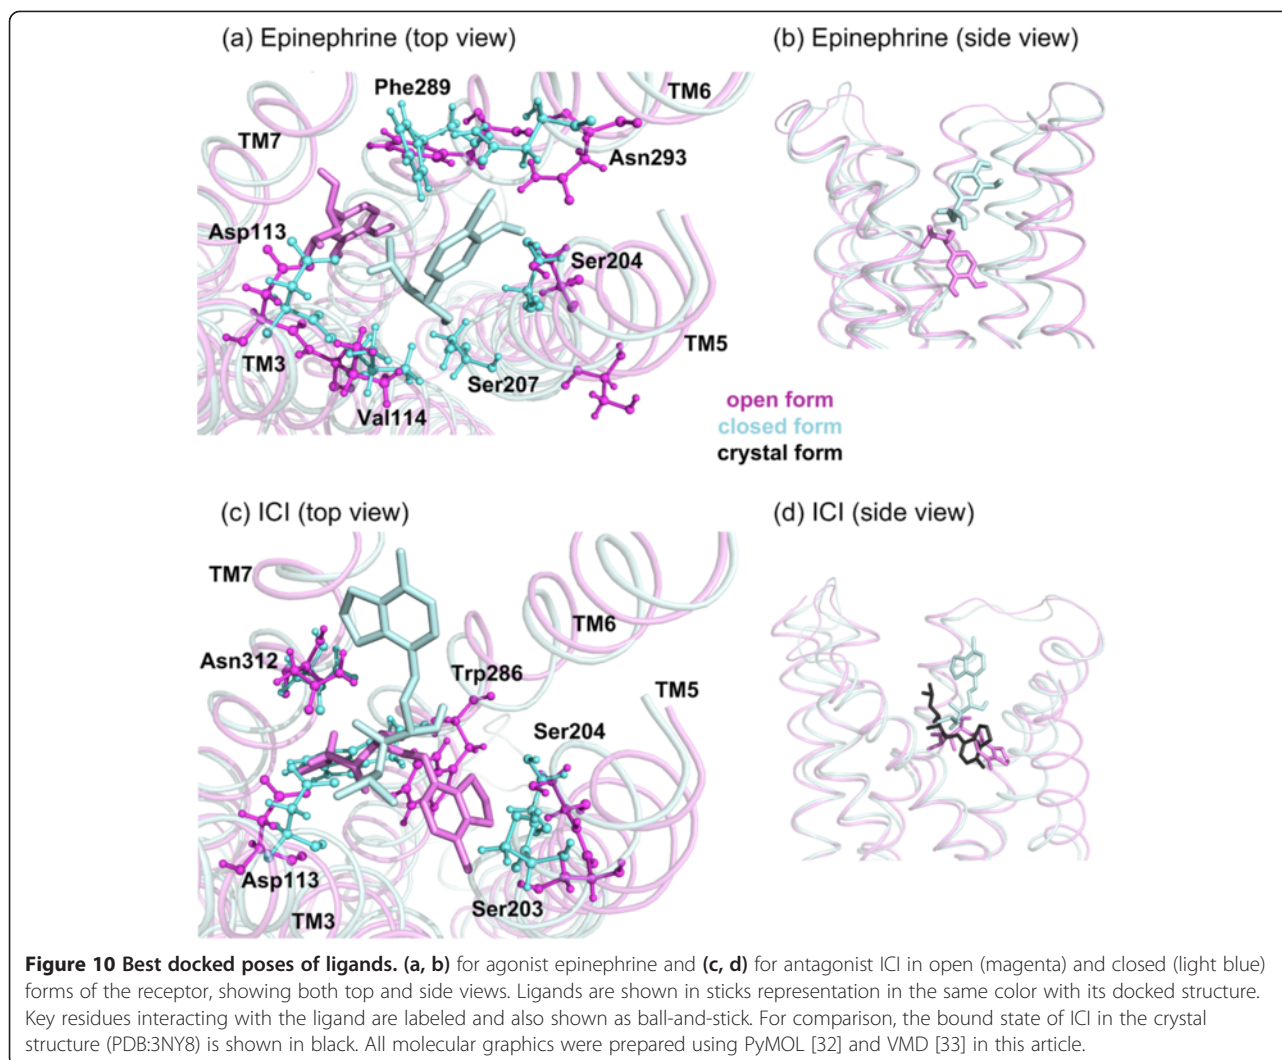 (a) Epinephrine (top view)
(b) Epinephrine (side view)
Phe289
TM6
TM7
Asn293
Asp113
Ser204
TM3
TM5
Ser207
Val114
open form
closed form
crystal form
(c) ICI (top view)
(d) ICI (side view)
TM7
TM6
Asn312
Trp286
TM5
Ser204
Asp113
Ser203
TM3
Figure 10 Best docked poses of ligands. (a, b) for agonist epinephrine and (c, d) for antagonist ICI in open (magenta) and closed (light blue)
forms of the receptor, showing both top and side views. Ligands are shown in sticks representation in the same color with its docked structure.
Key residues interacting with the ligand are labeled and also shown as ball-and-stick. For comparison, the bound state of ICI in the crystal
structure (PDB:3NY8) is shown in black. All molecular graphics were prepared using PyMOL [32] and VMD [33] in this article.